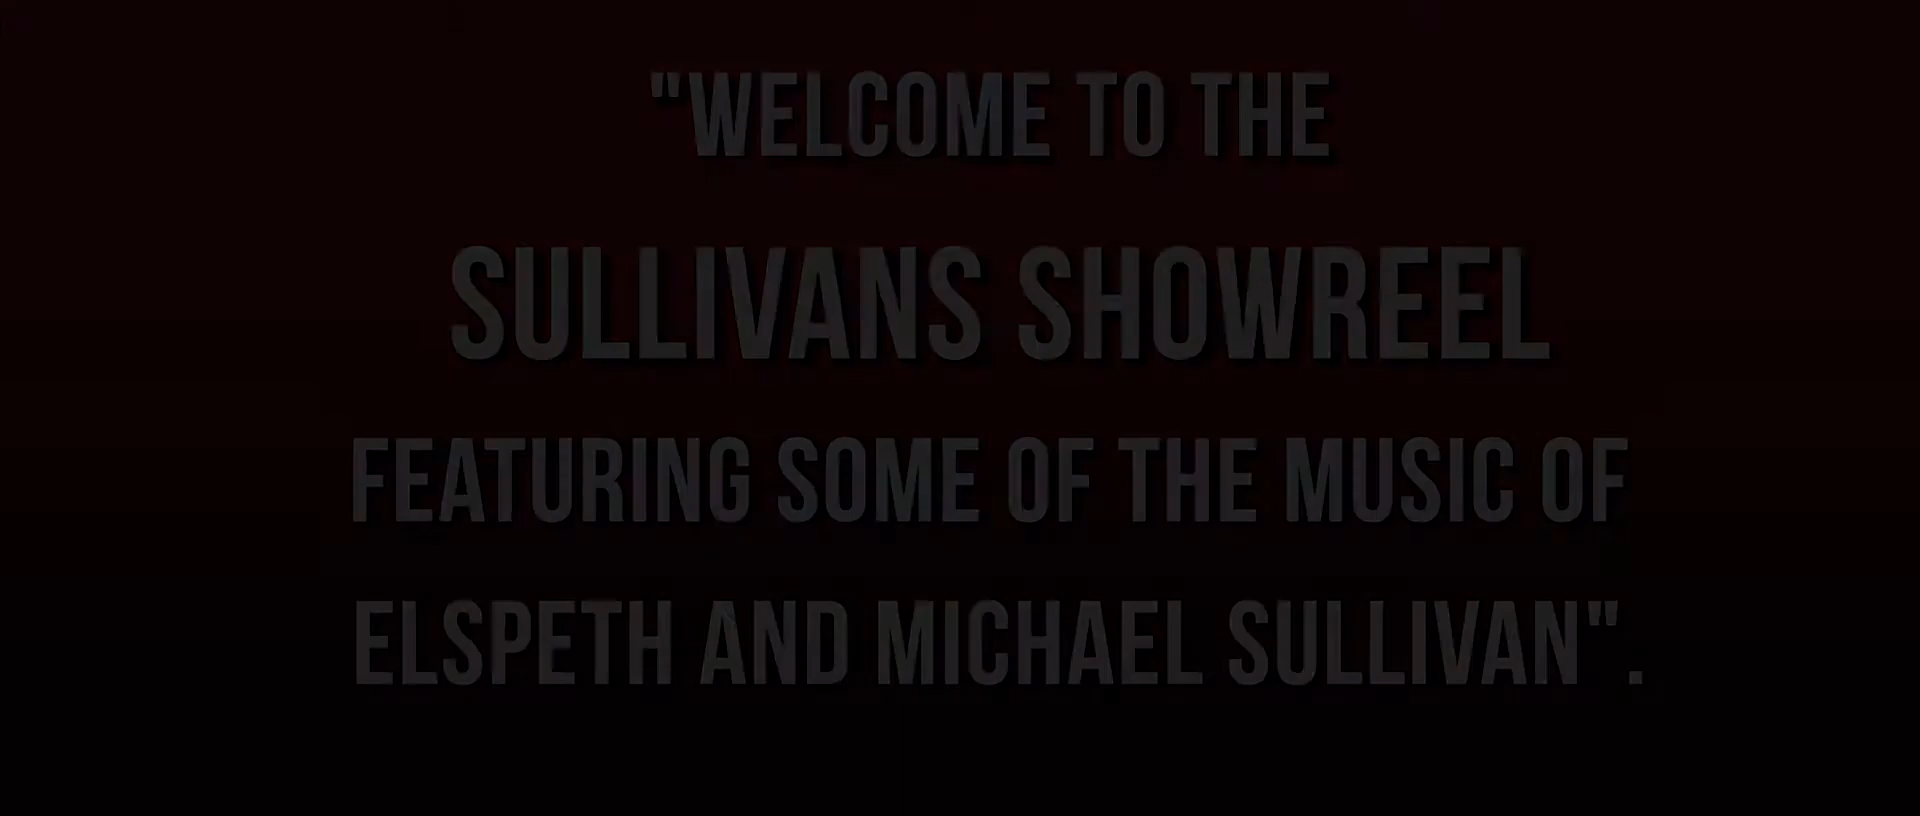 "WELCOME TO THE
SULLIVANS SHOWREEL
FEATURING SOME OF THE MUSIC OF
ELSPETH AND MICHAEL SULLIVAN".